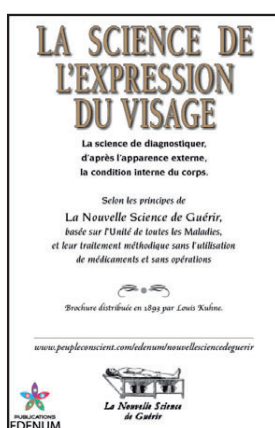 LA SCIENCE DE
L'EXPRESSION
DU VISAGE
La science de diagnostiquer,
d'après l'apparence externe,
la condition interne du corps.
Selon les principes de
La Nouvelle Science de Guérir,
basée sur l'Unité de toutes les Maladies,
et leur traitement méthodique sans l'utilisation
de médicaments et sans opérations
Brochure distribuée en 1893 par Louis Kuhne.
www.peupleconscient.com/edenum/nouvellesciencedeguerir
La Nouvelle Science
de Guérir
PUBLICATIONS
EDENUM